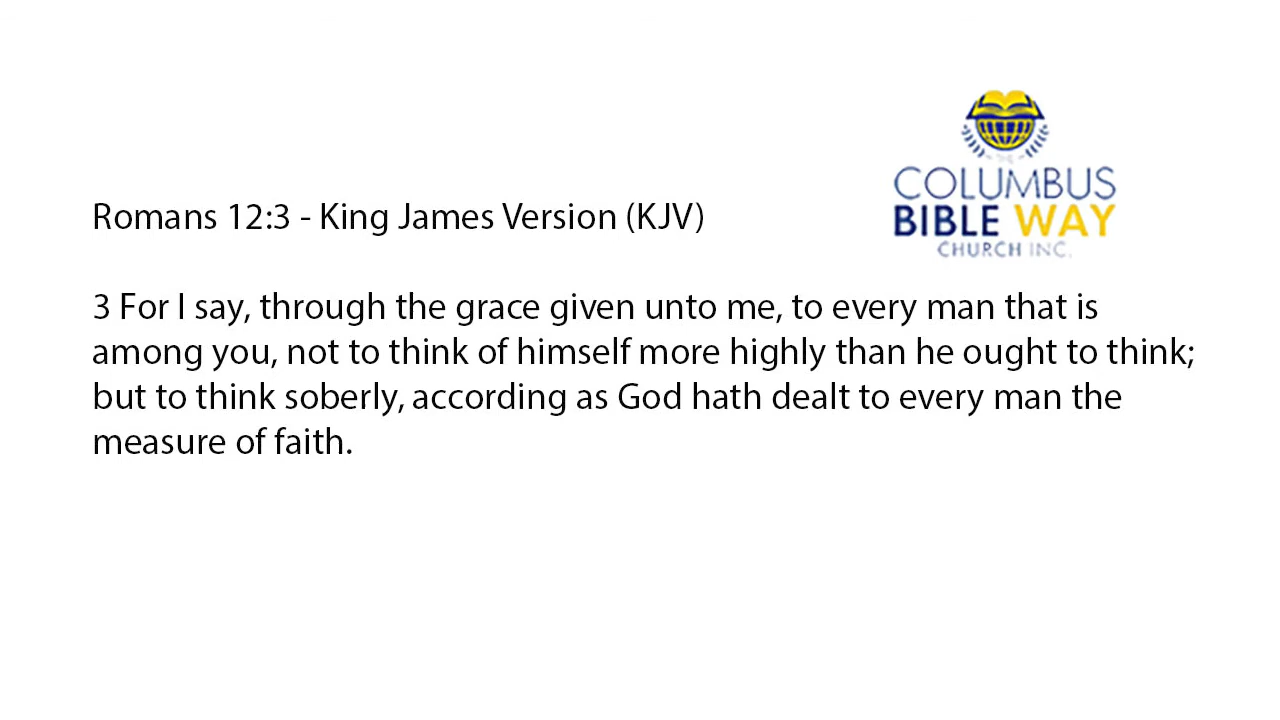 COLUMBUS
BIBLE WAY
CHURCH INC.
Romans 12:3 - King James Version (KJV)
3 For I say, through the grace given unto me, to every man that is
among you, not to think of himself more highly than he ought to think;
but to think soberly, according as God hath dealt to every man the
measure of faith.